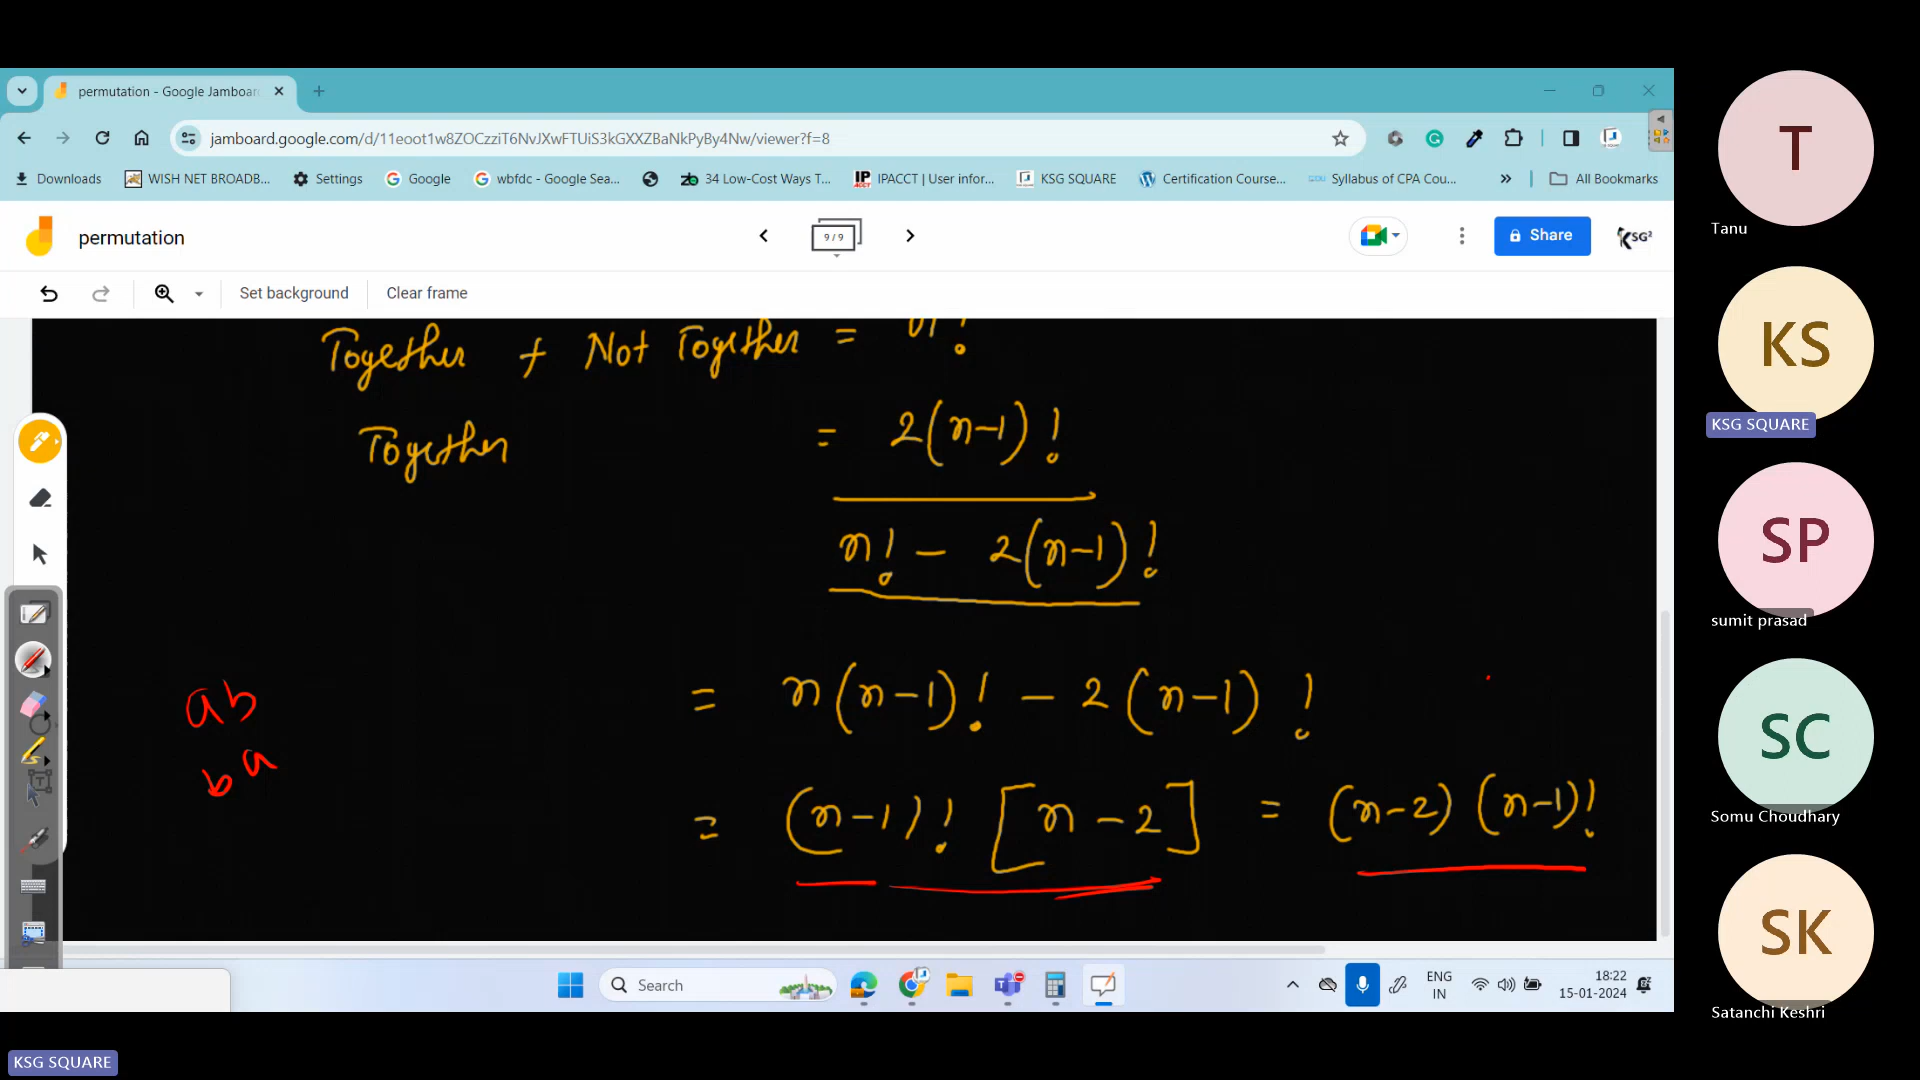 permutation - Google Jamboar
jamboard.google.com/d/11eoot1w8ZOCzziT6NvJXwFTUiS3kGXXZBaNkPyBy4Nw/viewer?f=8
Downloads WISH NET BROADB... Settings Google wbfdc - Google Sea... 34 Low-Cost Ways T... IPACCT | User infor... KSG SQUARE Certification Course... Syllabus of CPA Cou... » All Bookmarks
permutation
9 / 9
Share
KSG²
Set background Clear frame
Together + Not Together = n!
Together = 2(n-1)!
n! - 2(n-1)!
= n(n-1)! - 2(n-1)!
= (n-1)! [n-2] = (n-2)(n-1)!
ab
ba
Search
ENG
IN
18:22
15-01-2024
T
Tanu
KS
KSG SQUARE
SP
sumit prasad
SC
Somu Choudhary
SK
Satanchi Keshri
KSG SQUARE